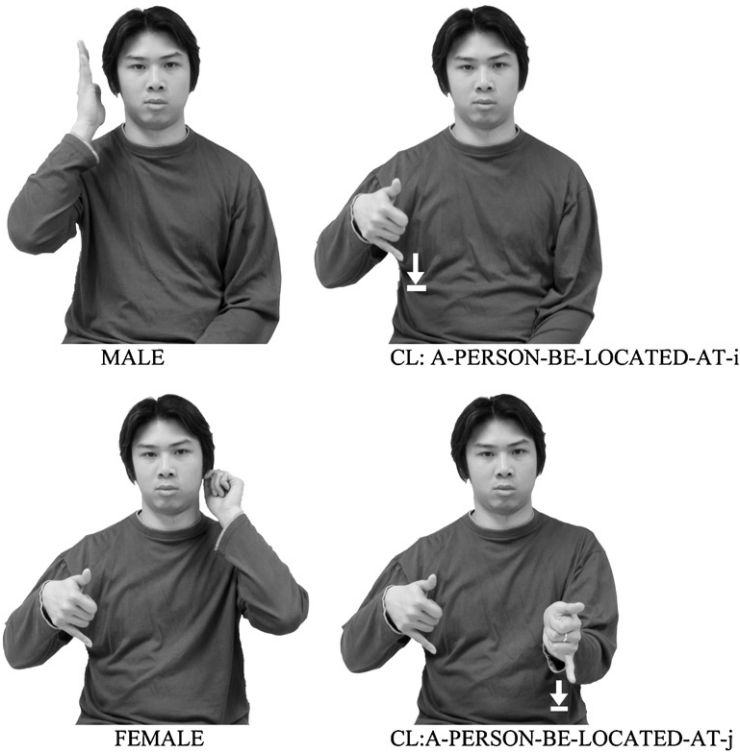 MALE
CL: A-PERSON-BE-LOCATED-AT-i
FEMALE
CL:A-PERSON-BE-LOCATED-AT-j